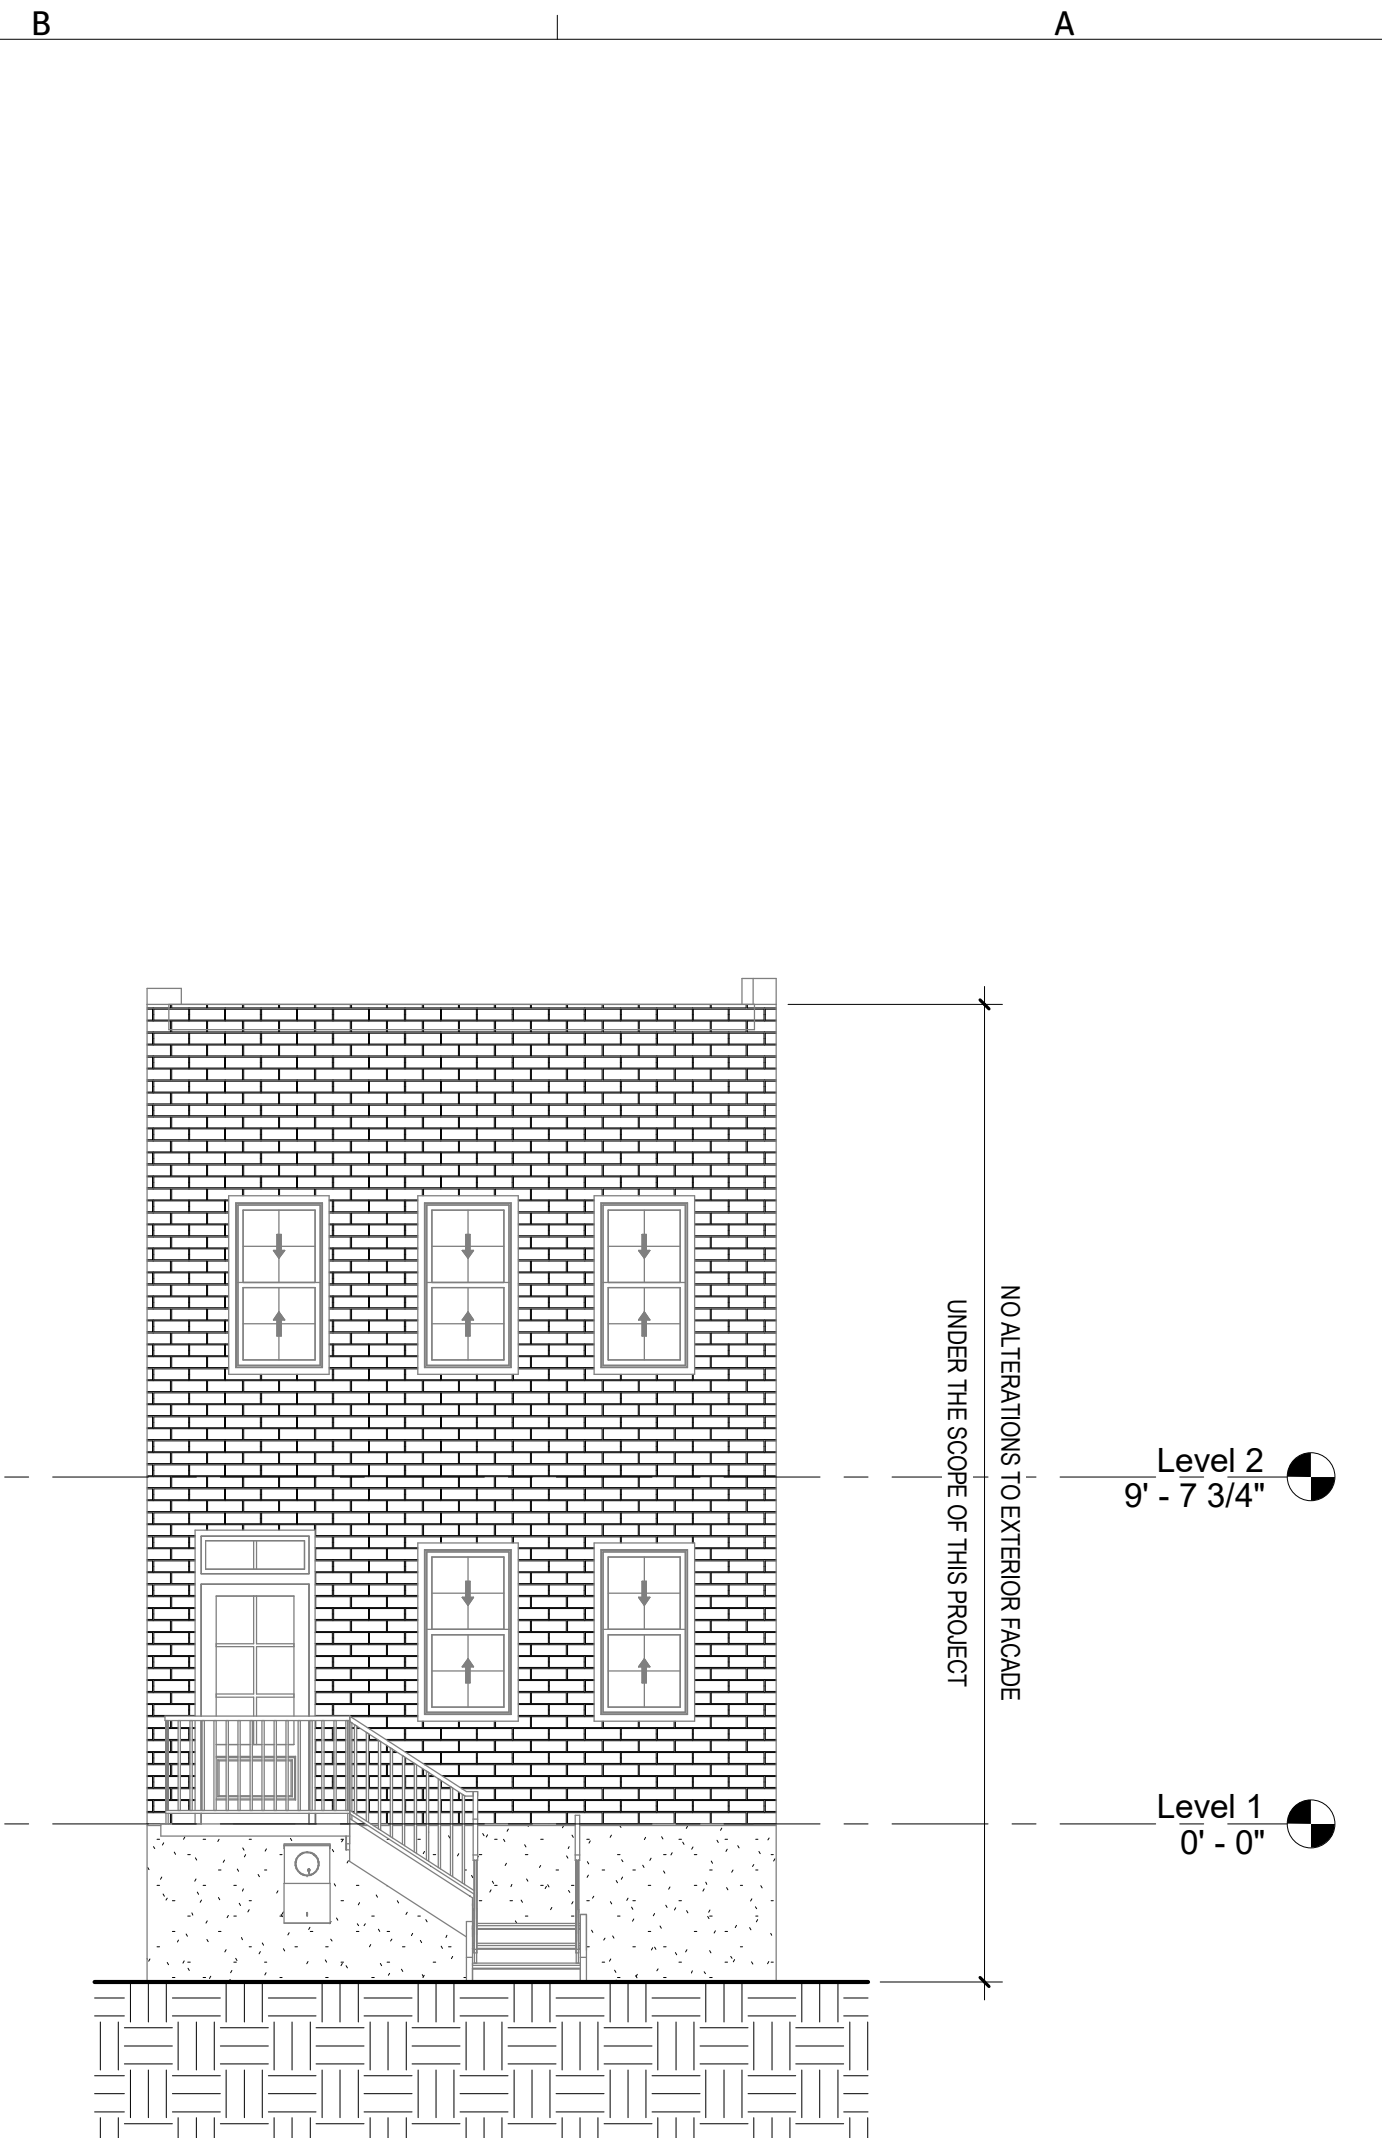 B
A
NO ALTERATIONS TO EXTERIOR FACADE
UNDER THE SCOPE OF THIS PROJECT
Level 2
9' - 7 3/4"
Level 1
0' - 0"